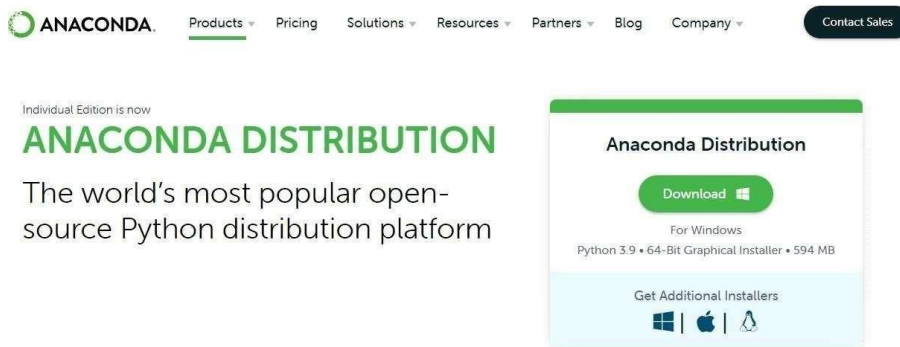 ANACONDA.
Products
Pricing
Solutions
Resources
Partners
Blog
Company
Contact Sales
Individual Edition is now
ANACONDA DISTRIBUTION
The world's most popular open-
source Python distribution platform
Anaconda Distribution
Download
For Windows
Python 3.9 • 64-Bit Graphical Installer • 594 MB
Get Additional Installers